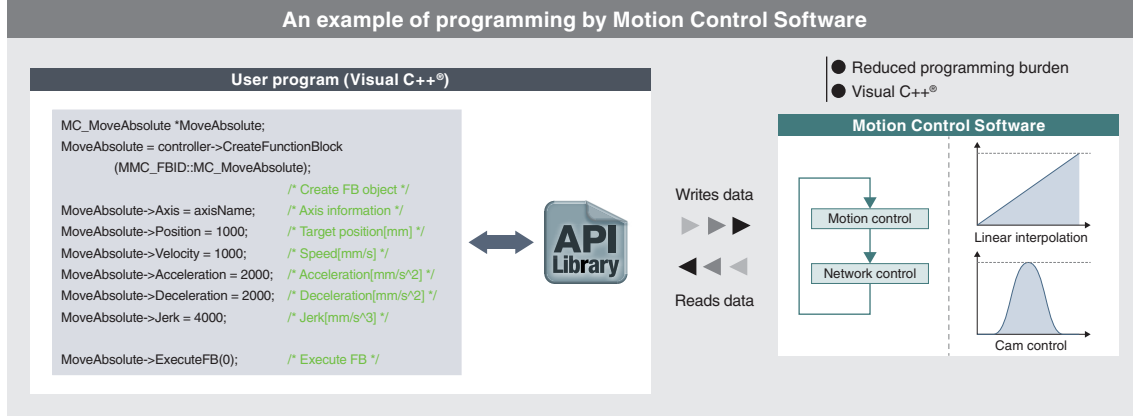 An example of programming by Motion Control Software
User program (Visual C++®)
MC_MoveAbsolute *MoveAbsolute;
MoveAbsolute = controller->CreateFunctionBlock
(MMC_FBID::MC_MoveAbsolute);
/* Create FB object */
MoveAbsolute->Axis = axisName; /* Axis information */
MoveAbsolute->Position = 1000; /* Target position[mm] */
MoveAbsolute->Velocity = 1000; /* Speed[mm/s] */
MoveAbsolute->Acceleration = 2000; /* Acceleration[mm/s^2] */
MoveAbsolute->Deceleration = 2000; /* Deceleration[mm/s^2] */
MoveAbsolute->Jerk = 4000; /* Jerk[mm/s^3] */
MoveAbsolute->ExecuteFB(0); /* Execute FB */
API
Library
Writes data
Reads data
● Reduced programming burden
● Visual C++®
Motion Control Software
Motion control
Network control
Linear interpolation
Cam control